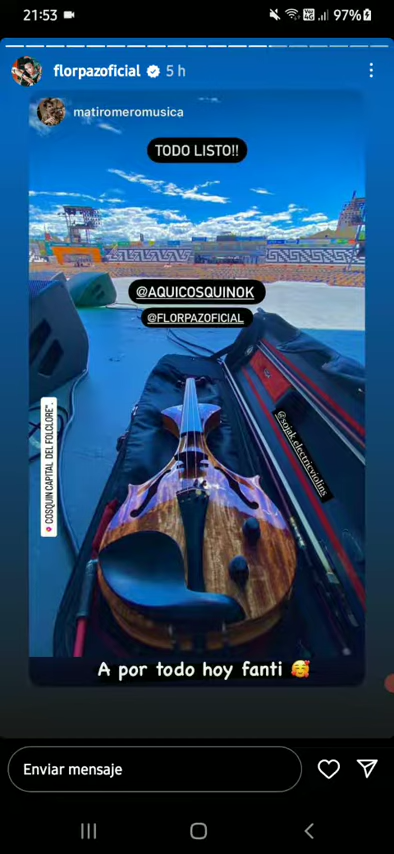 21:53
97%
florpazoficial 5 h
matiromeromusica
TODO LISTO!!
@AQUICOSQUINOK
@FLORPAZOFICIAL
@sojak.electricviolins
COSQUIN CAPITAL DEL FOLCLORE".
A por todo hoy fanti 🥰
Enviar mensaje